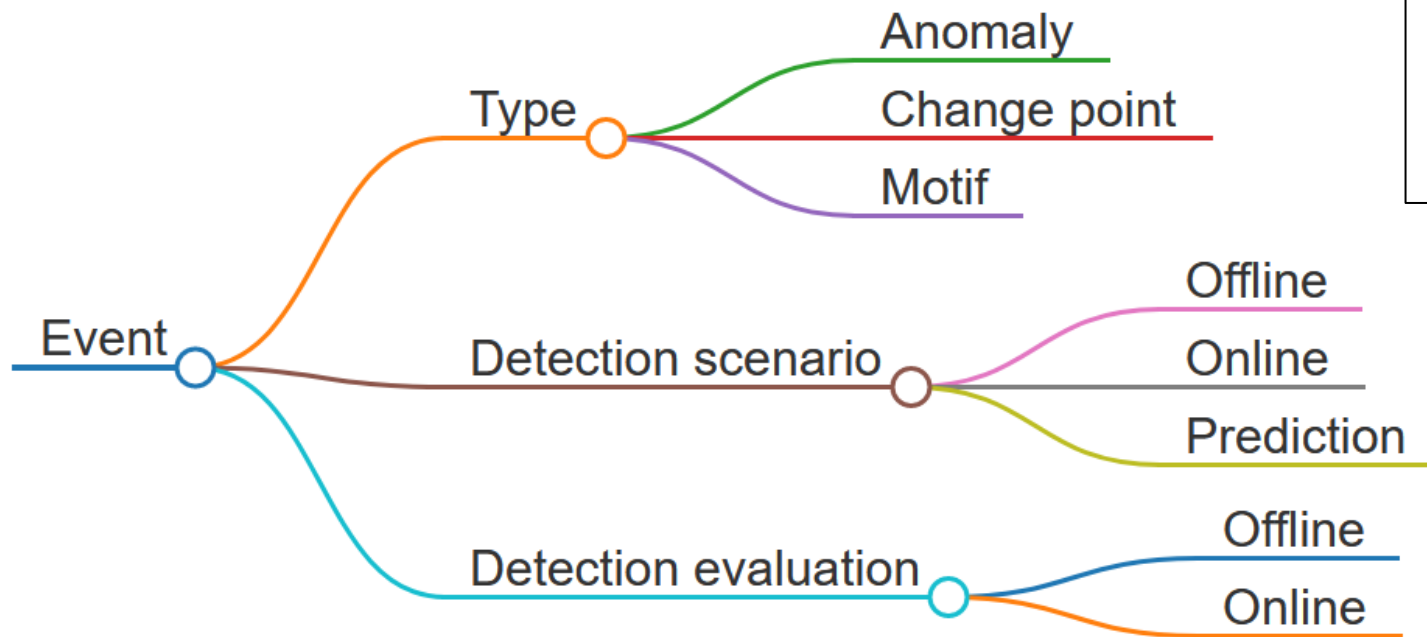 Event
Type
Anomaly
Change point
Motif
Detection scenario
Offline
Online
Prediction
Detection evaluation
Offline
Online